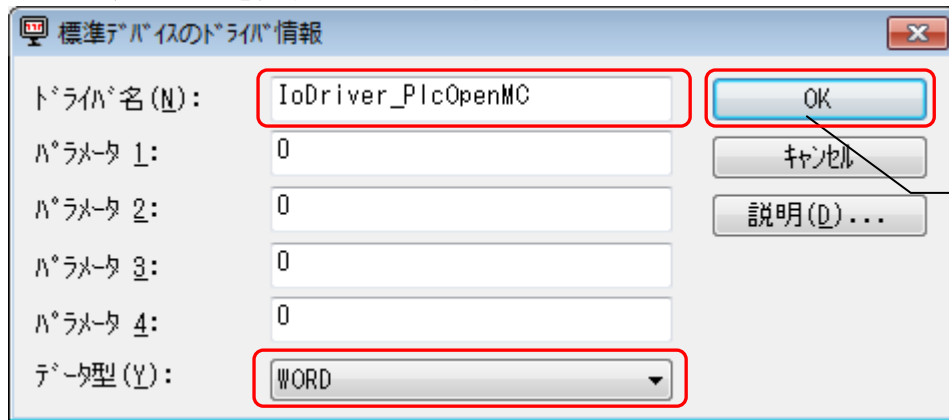 標準ﾃﾞﾊﾞｲｽのﾄﾞﾗｲﾊﾞ情報
ﾄﾞﾗｲﾊﾞ名(N): IoDriver_PlcOpenMC OK
ﾊﾟﾗﾒｰﾀ 1: 0 ｷｬﾝｾﾙ
ﾊﾟﾗﾒｰﾀ 2: 0 説明(D)...
ﾊﾟﾗﾒｰﾀ 3: 0
ﾊﾟﾗﾒｰﾀ 4: 0
ﾃﾞｰﾀ型(Y): WORD